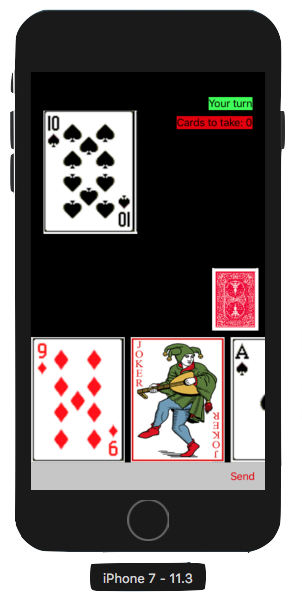 Your turn
Cards to take: 0
10
10
9
JOKER
A
JOKER
9
Send
iPhone 7 - 11.3